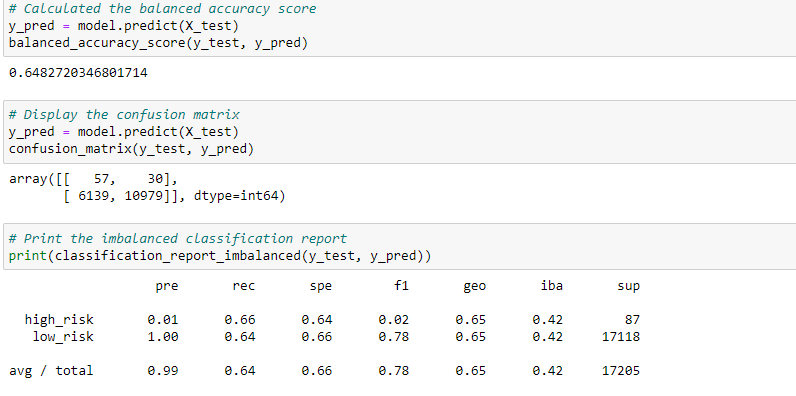 # Calculated the balanced accuracy score
y_pred = model.predict(X_test)
balanced_accuracy_score(y_test, y_pred)
0.6482720346801714
# Display the confusion matrix
y_pred = model.predict(X_test)
confusion_matrix(y_test, y_pred)
array([[   57,    30],
       [ 6139, 10979]], dtype=int64)
# Print the imbalanced classification report
print(classification_report_imbalanced(y_test, y_pred))
                   pre       rec       spe        f1       geo       iba       sup
  high_risk       0.01      0.66      0.64      0.02      0.65      0.42        87
   low_risk       1.00      0.64      0.66      0.78      0.65      0.42     17118
avg / total       0.99      0.64      0.66      0.78      0.65      0.42     17205